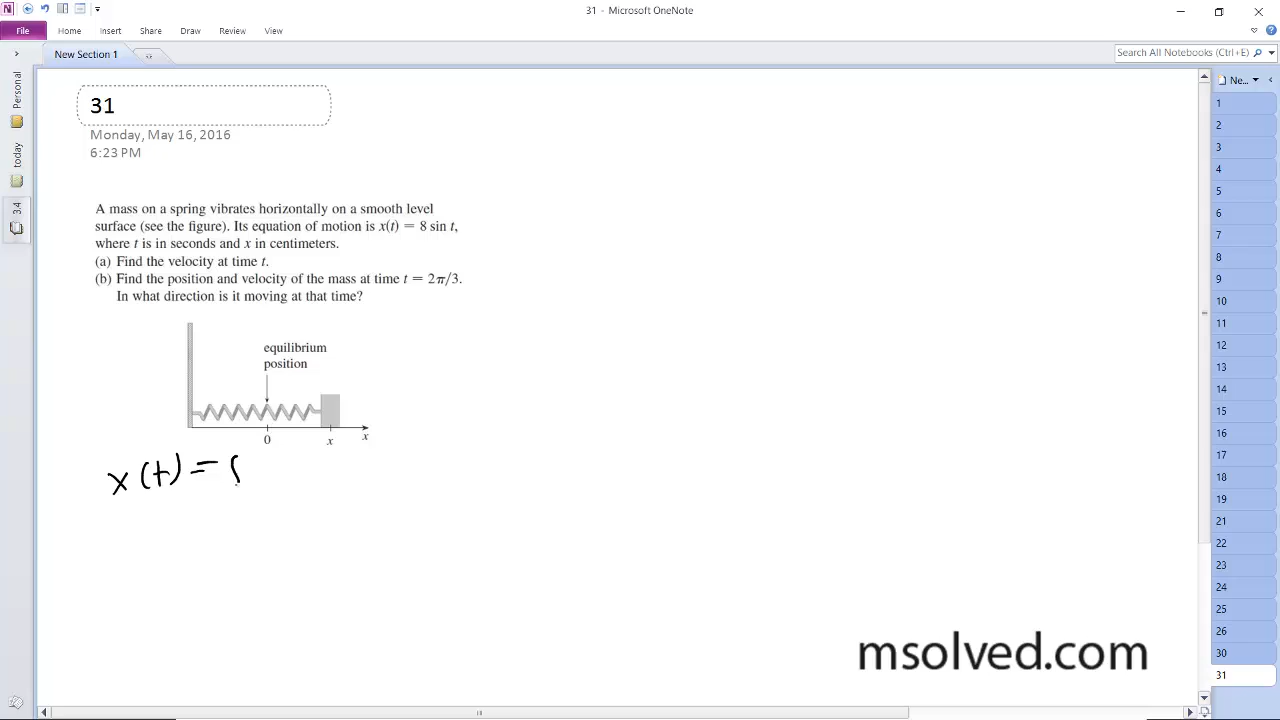 31 - Microsoft OneNote
File Home Insert Share Draw Review View
New Section 1
Search All Notebooks (Ctrl+E)
Personal
today
3.4
Ne...
31
Monday, May 16, 2016
6:23 PM
A mass on a spring vibrates horizontally on a smooth level
surface (see the figure). Its equation of motion is x(t) = 8 sin t,
where t is in seconds and x in centimeters.
(a) Find the velocity at time t.
(b) Find the position and velocity of the mass at time t = 2π/3.
In what direction is it moving at that time?
equilibrium
position
0 x x
x(t) =
msolved.com
1
2
3
4
5
6
7
8
9
10
11
12
13
14
15
16
17
18
19
21
22
23
24
25
26
30
31